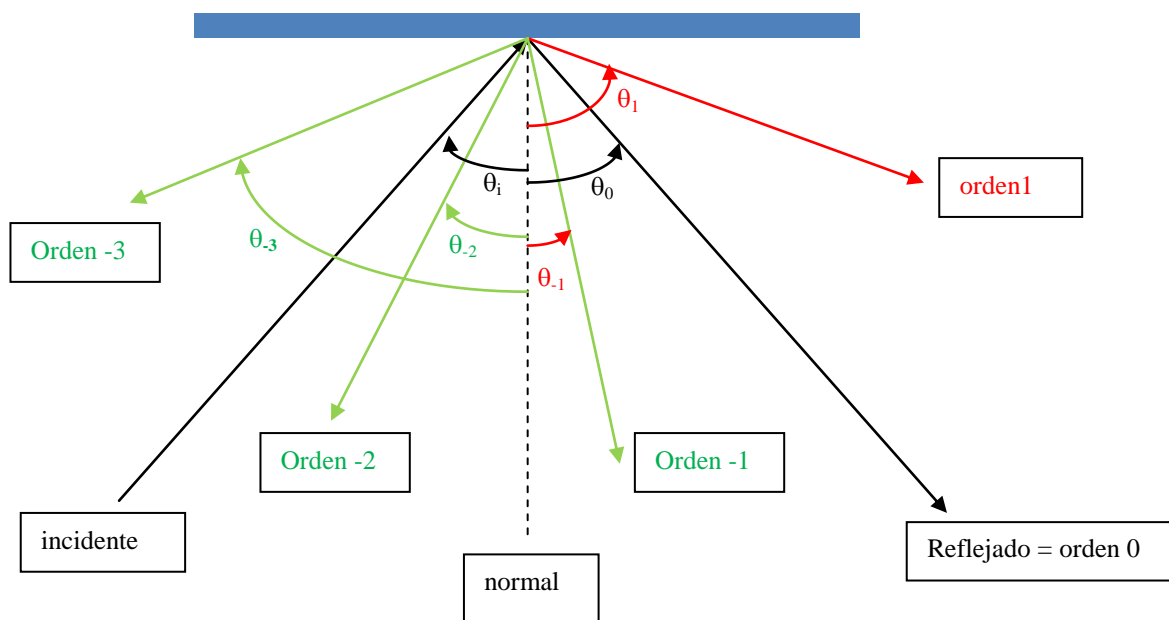 θ₁
θᵢ
θ₀
orden1
Orden -3
θ₋₃
θ₋₂
θ₋₁
Orden -2
Orden -1
incidente
normal
Reflejado = orden 0